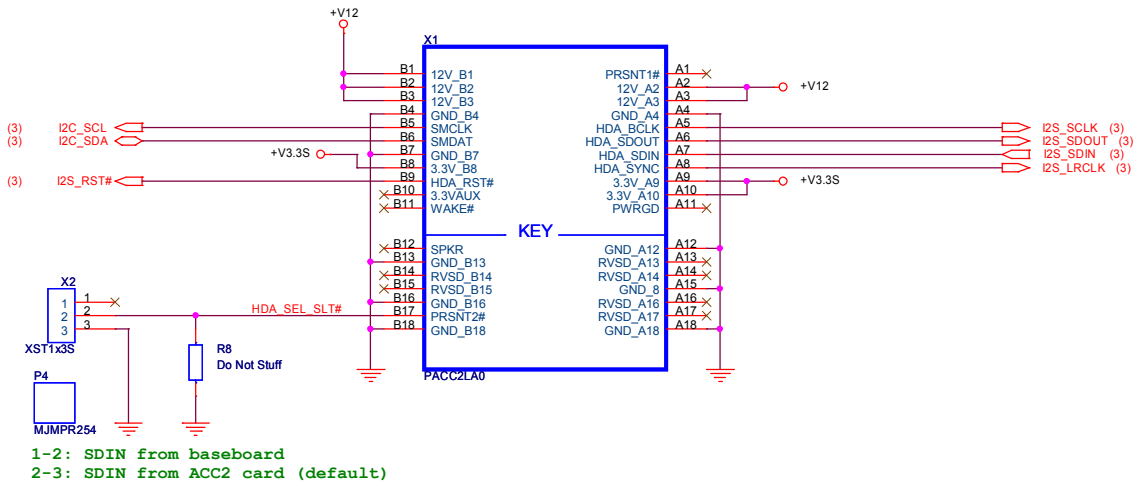 +V12
X1
B1 12V_B1 PRSNT1# A1
B2 12V_B2 12V_A2 A2 +V12
B3 12V_B3 12V_A3 A3
B4 GND_B4 GND_A4 A4
(3) I2C_SCL B5 SMCLK HDA_BCLK A5 I2S_SCLK (3)
(3) I2C_SDA B6 SMDAT HDA_SDOUT A6 I2S_SDOUT (3)
+V3.3S B7 GND_B7 HDA_SDIN A7 I2S_SDIN (3)
B8 3.3V_B8 HDA_SYNC A8 I2S_LRCLK (3)
(3) I2S_RST# B9 HDA_RST# 3.3V_A9 A9 +V3.3S
B10 3.3VAUX 3.3V_A10 A10
B11 WAKE# PWRGD A11
KEY
B12 SPKR GND_A12 A12
B13 GND_B13 RVSD_A13 A13
B14 RVSD_B14 RVSD_A14 A14
B15 RVSD_B15 GND_8 A15
B16 GND_B16 RVSD_A16 A16
HDA_SEL_SLT# B17 PRSNT2# RVSD_A17 A17
B18 GND_B18 GND_A18 A18
PACC2LA0
X2
1 1
2 2
3 3
XST1x3S
R8
Do Not Stuff
P4
MJMPR254
1-2: SDIN from baseboard
2-3: SDIN from ACC2 card (default)